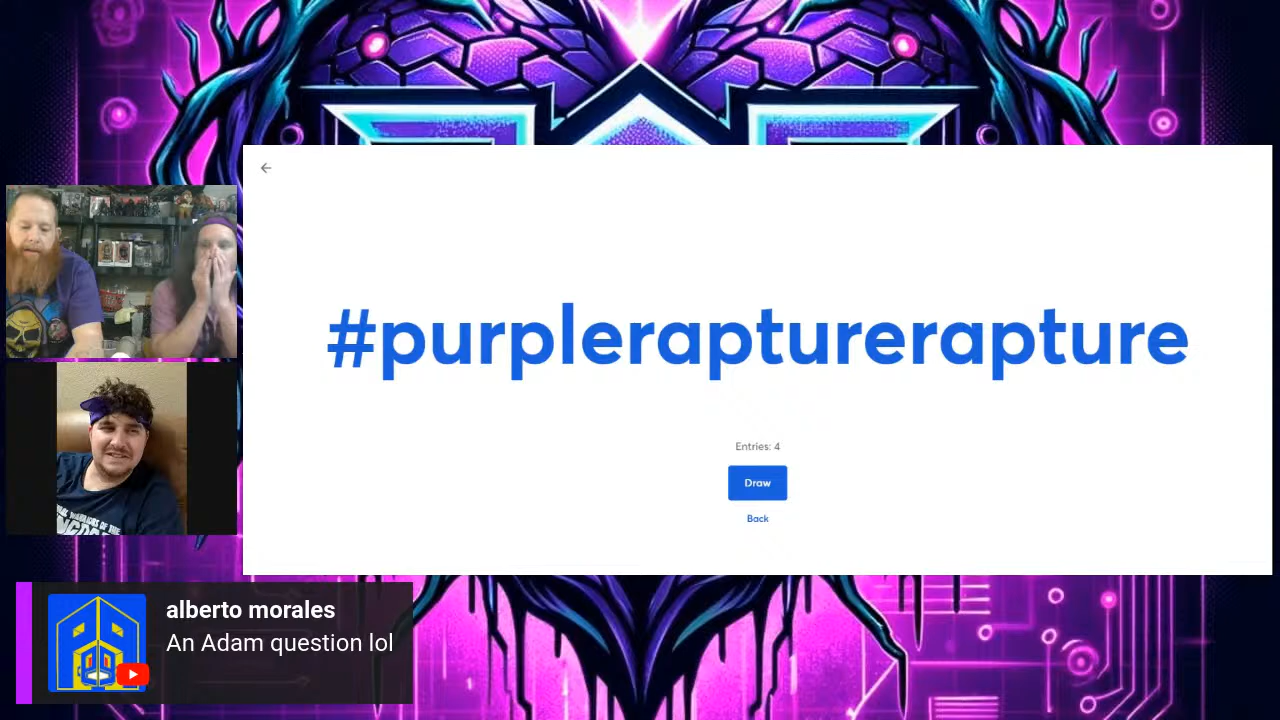 #purplerapturerapture
Entries: 4
Draw
Back
alberto morales
An Adam question lol